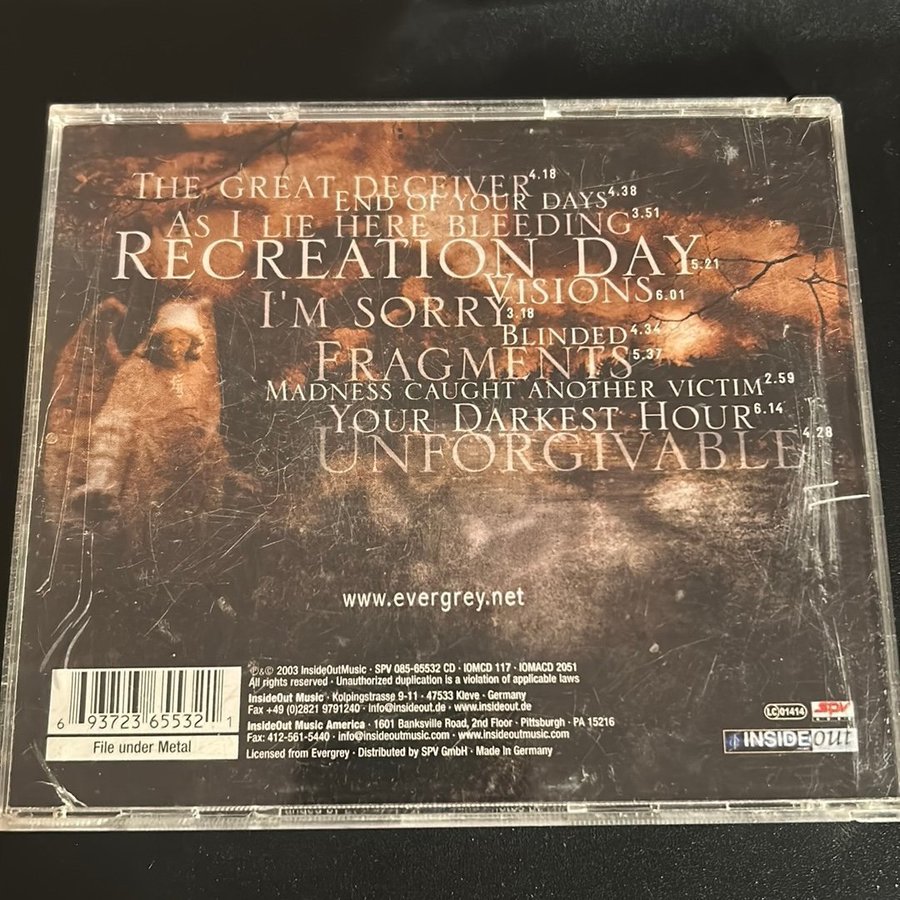 THE GREAT DECEIVER 4.18
END OF YOUR DAYS 4.38
AS I LIE HERE BLEEDING 3.51
RECREATION DAY 5.21
VISIONS 6.01
I'M SORRY 3.18
BLINDED 4.34
FRAGMENTS 5.37
MADNESS CAUGHT ANOTHER VICTIM 2.59
YOUR DARKEST HOUR 6.14
UNFORGIVABLE 4.28
www.evergrey.net
℗&© 2003 InsideOutMusic · SPV 085-65532 CD · IOMCD 117 · IOMACD 2051
All rights reserved · Unauthorized duplication is a violation of applicable laws
InsideOut Music · Kolpingstrasse 9-11 · 47533 Kleve · Germany
Fax +49 (0)2821 9791240 · info@insideout.de · www.insideout.de
InsideOut Music America · 1601 Banksville Road, 2nd Floor · Pittsburgh · PA 15216
Fax: 412-561-5440 · info@insideoutmusic.com · www.insideoutmusic.com
Licensed from Evergrey · Distributed by SPV GmbH · Made In Germany
6 93723 65532 1
File under Metal
LC 01414
SPV
INSIDEout